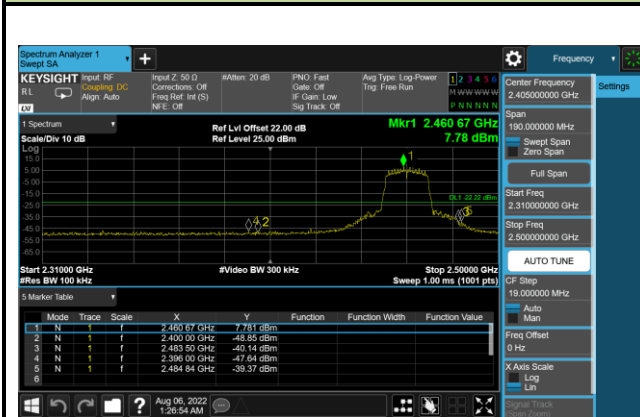 Spectrum Analyzer 1
Swept SA
Frequency
KEYSIGHT
R L
Input: RF
Coupling: DC
Align: Auto
Input Z: 50 Ω
Corrections: Off
Freq Ref: Int (S)
NFE: Off
#Atten: 20 dB
PNO: Fast
Gate: Off
IF Gain: Low
Sig Track: Off
Avg Type: Log-Power
Trig: Free Run
1 2 3 4 5 6
M W W W W W
P N N N N N
1 Spectrum
Scale/Div 10 dB
Ref Lvl Offset 22.00 dB
Ref Level 25.00 dBm
Mkr1 2.460 67 GHz
7.78 dBm
Log
15.0
5.00
-5.00
-15.0
-25.0
-35.0
-45.0
-55.0
-65.0
1
DL1 -22.22 dBm
4 2
Start 2.31000 GHz
#Res BW 100 kHz
#Video BW 300 kHz
Stop 2.50000 GHz
Sweep 1.00 ms (1001 pts)
5 Marker Table
Mode Trace Scale X Y Function Function Width Function Value
1 N 1 f 2.460 67 GHz 7.781 dBm
2 N 1 f 2.400 00 GHz -48.85 dBm
3 N 1 f 2.483 50 GHz -40.14 dBm
4 N 1 f 2.396 00 GHz -47.64 dBm
5 N 1 f 2.484 84 GHz -39.37 dBm
6
Aug 06, 2022
1:26:54 AM
Center Frequency
2.405000000 GHz
Span
190.000000 MHz
Swept Span
Zero Span
Full Span
Start Freq
2.310000000 GHz
Stop Freq
2.500000000 GHz
AUTO TUNE
CF Step
19.000000 MHz
Auto
Man
Freq Offset
0 Hz
X Axis Scale
Log
Lin
Signal Track
(Span Zoom)
Settings